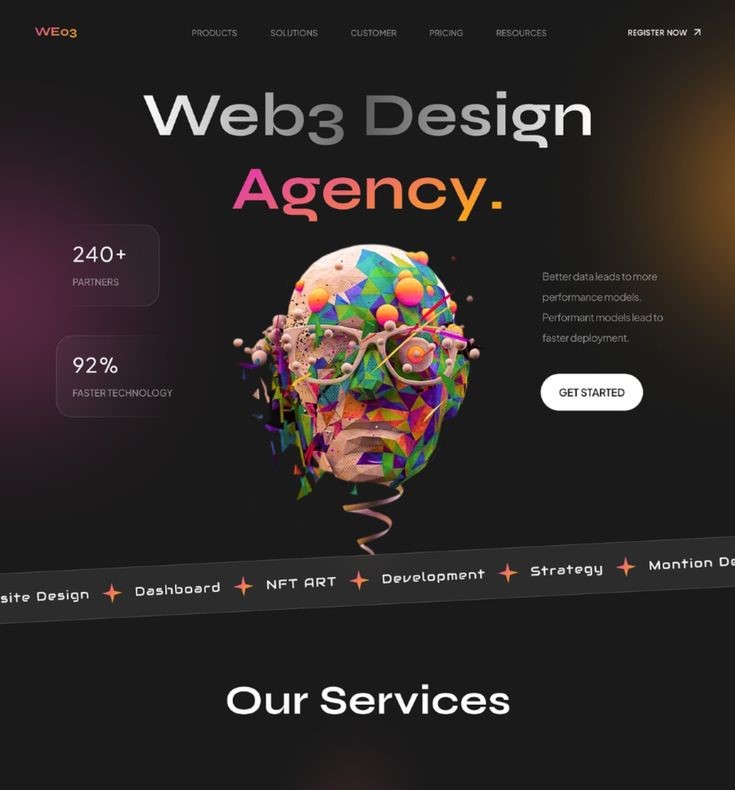 WE03
PRODUCTS
SOLUTIONS
CUSTOMER
PRICING
RESOURCES
REGISTER NOW
Web3 Design
Agency.
240+
PARTNERS
92%
FASTER TECHNOLOGY
Better data leads to more
performance models.
Performant models lead to
faster deployment.
GET STARTED
site Design Dashboard NFT ART Development Strategy Montion De
Our Services